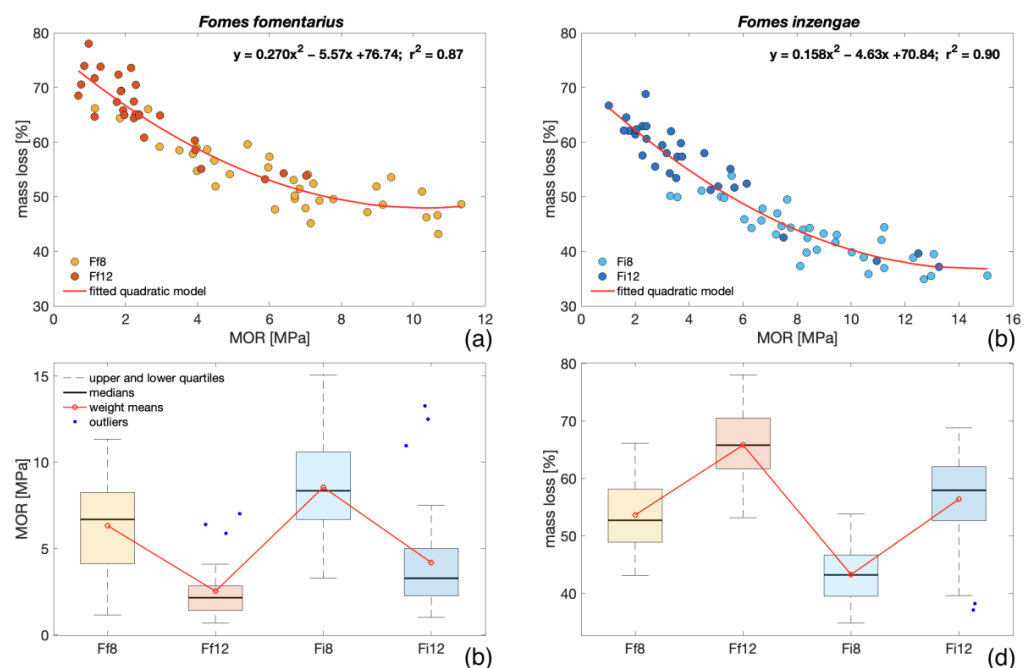 Fomes fomentarius
y = 0.270x² – 5.57x +76.74; r² = 0.87
mass loss [%]
80
70
60
50
40
30
Ff8
Ff12
fitted quadratic model
0 2 4 6 8 10 12
MOR [MPa]
(a)
Fomes inzengae
y = 0.158x² – 4.63x +70.84; r² = 0.90
mass loss [%]
80
70
60
50
40
30
Fi8
Fi12
fitted quadratic model
0 2 4 6 8 10 12 14 16
MOR [MPa]
(b)
upper and lower quartiles
medians
weight means
outliers
MOR [MPa]
15
10
5
0
Ff8 Ff12 Fi8 Fi12
(b)
mass loss [%]
80
70
60
50
40
Ff8 Ff12 Fi8 Fi12
(d)